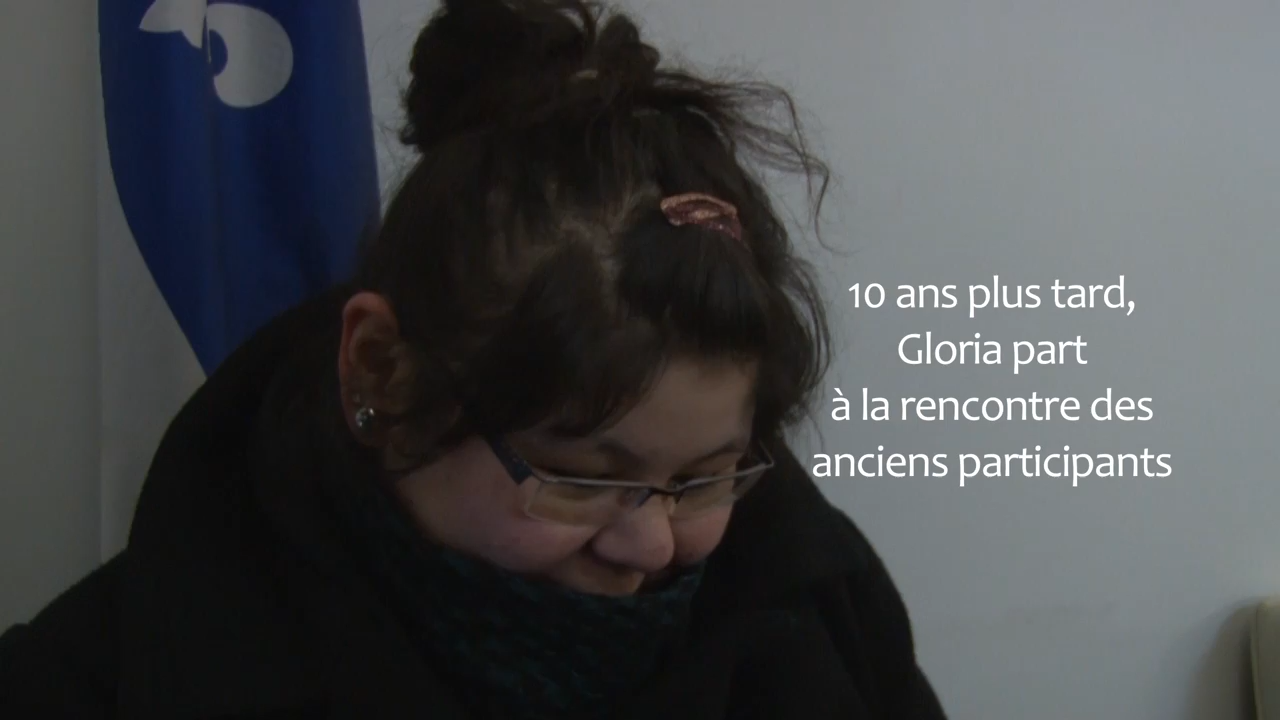 10 ans plus tard,
Gloria part
à la rencontre des
anciens participants